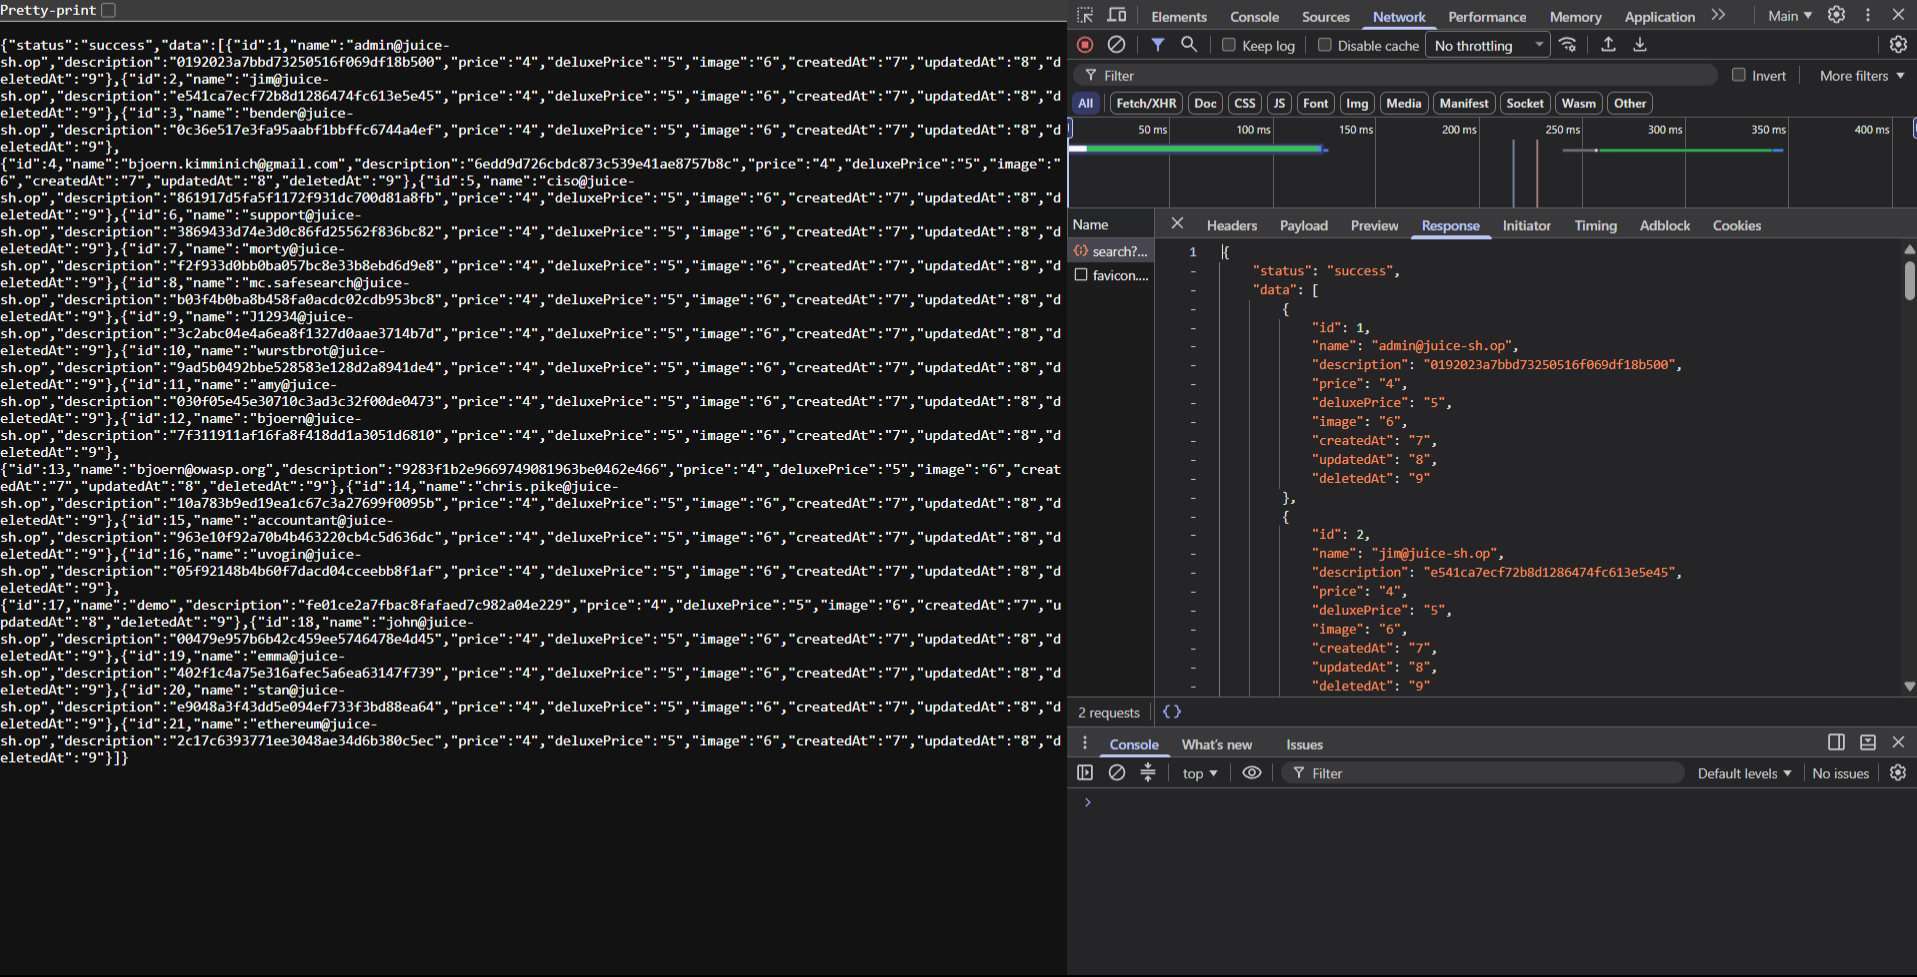 Pretty-print
{"status":"success","data":[{"id":1,"name":"admin@juice-
sh.op","description":"0192023a7bbd73250516f069df18b500","price":"4","deluxePrice":"5","image":"6","createdAt":"7","updatedAt":"8","d
eletedAt":"9"},{"id":2,"name":"jim@juice-
sh.op","description":"e541ca7ecf72b8d1286474fc613e5e45","price":"4","deluxePrice":"5","image":"6","createdAt":"7","updatedAt":"8","d
eletedAt":"9"},{"id":3,"name":"bender@juice-
sh.op","description":"0c36e517e3fa95aabf1bbffc6744a4ef","price":"4","deluxePrice":"5","image":"6","createdAt":"7","updatedAt":"8","d
eletedAt":"9"},
{"id":4,"name":"bjoern.kimminich@gmail.com","description":"6edd9d726cbdc873c539e41ae8757b8c","price":"4","deluxePrice":"5","image":"
6","createdAt":"7","updatedAt":"8","deletedAt":"9"},{"id":5,"name":"ciso@juice-
sh.op","description":"861917d5fa5f1172f931dc700d81a8fb","price":"4","deluxePrice":"5","image":"6","createdAt":"7","updatedAt":"8","d
eletedAt":"9"},{"id":6,"name":"support@juice-
sh.op","description":"3869433d74e3d0c86fd25562f836bc82","price":"4","deluxePrice":"5","image":"6","createdAt":"7","updatedAt":"8","d
eletedAt":"9"},{"id":7,"name":"morty@juice-
sh.op","description":"f2f933d0bb0ba057bc8e33b8ebd6d9e8","price":"4","deluxePrice":"5","image":"6","createdAt":"7","updatedAt":"8","d
eletedAt":"9"},{"id":8,"name":"mc.safesearch@juice-
sh.op","description":"b03f4b0ba8b458fa0acdc02cdb953bc8","price":"4","deluxePrice":"5","image":"6","createdAt":"7","updatedAt":"8","d
eletedAt":"9"},{"id":9,"name":"J12934@juice-
sh.op","description":"3c2abc04e4a6ea8f1327d0aae3714b7d","price":"4","deluxePrice":"5","image":"6","createdAt":"7","updatedAt":"8","d
eletedAt":"9"},{"id":10,"name":"wurstbrot@juice-
sh.op","description":"9ad5b0492bbe528583e128d2a8941de4","price":"4","deluxePrice":"5","image":"6","createdAt":"7","updatedAt":"8","d
eletedAt":"9"},{"id":11,"name":"amy@juice-
sh.op","description":"030f05e45e30710c3ad3c32f00de0473","price":"4","deluxePrice":"5","image":"6","createdAt":"7","updatedAt":"8","d
eletedAt":"9"},{"id":12,"name":"bjoern@juice-
sh.op","description":"7f311911af16fa8f418dd1a3051d6810","price":"4","deluxePrice":"5","image":"6","createdAt":"7","updatedAt":"8","d
eletedAt":"9"},
{"id":13,"name":"bjoern@owasp.org","description":"9283f1b2e9669749081963be0462e466","price":"4","deluxePrice":"5","image":"6","creat
edAt":"7","updatedAt":"8","deletedAt":"9"},{"id":14,"name":"chris.pike@juice-
sh.op","description":"10a783b9ed19ea1c67c3a27699f0095b","price":"4","deluxePrice":"5","image":"6","createdAt":"7","updatedAt":"8","d
eletedAt":"9"},{"id":15,"name":"accountant@juice-
sh.op","description":"963e10f92a70b4b463220cb4c5d636dc","price":"4","deluxePrice":"5","image":"6","createdAt":"7","updatedAt":"8","d
eletedAt":"9"},{"id":16,"name":"uvogin@juice-
sh.op","description":"05f92148b4b60f7dacd04cceebb8f1af","price":"4","deluxePrice":"5","image":"6","createdAt":"7","updatedAt":"8","d
eletedAt":"9"},
{"id":17,"name":"demo","description":"fe01ce2a7fbac8fafaed7c982a04e229","price":"4","deluxePrice":"5","image":"6","createdAt":"7","u
pdatedAt":"8","deletedAt":"9"},{"id":18,"name":"john@juice-
sh.op","description":"00479e957b6b42c459ee5746478e4d45","price":"4","deluxePrice":"5","image":"6","createdAt":"7","updatedAt":"8","d
eletedAt":"9"},{"id":19,"name":"emma@juice-
sh.op","description":"402f1c4a75e316afec5a6ea63147f739","price":"4","deluxePrice":"5","image":"6","createdAt":"7","updatedAt":"8","d
eletedAt":"9"},{"id":20,"name":"stan@juice-
sh.op","description":"e9048a3f43dd5e094ef733f3bd88ea64","price":"4","deluxePrice":"5","image":"6","createdAt":"7","updatedAt":"8","d
eletedAt":"9"},{"id":21,"name":"ethereum@juice-
sh.op","description":"2c17c6393771ee3048ae34d6b380c5ec","price":"4","deluxePrice":"5","image":"6","createdAt":"7","updatedAt":"8","d
eletedAt":"9"}]}
Elements Console Sources Network Performance Memory Application Main
Keep log Disable cache No throttling
Filter Invert More filters
All Fetch/XHR Doc CSS JS Font Img Media Manifest Socket Wasm Other
50 ms 100 ms 150 ms 200 ms 250 ms 300 ms 350 ms 400 ms
Name Headers Payload Preview Response Initiator Timing Adblock Cookies
search?...
favicon....
1 {
- "status": "success",
- "data": [
- {
- "id": 1,
- "name": "admin@juice-sh.op",
- "description": "0192023a7bbd73250516f069df18b500",
- "price": "4",
- "deluxePrice": "5",
- "image": "6",
- "createdAt": "7",
- "updatedAt": "8",
- "deletedAt": "9"
- },
- {
- "id": 2,
- "name": "jim@juice-sh.op",
- "description": "e541ca7ecf72b8d1286474fc613e5e45",
- "price": "4",
- "deluxePrice": "5",
- "image": "6",
- "createdAt": "7",
- "updatedAt": "8",
- "deletedAt": "9"
2 requests {}
Console What's new Issues
top Filter Default levels No issues